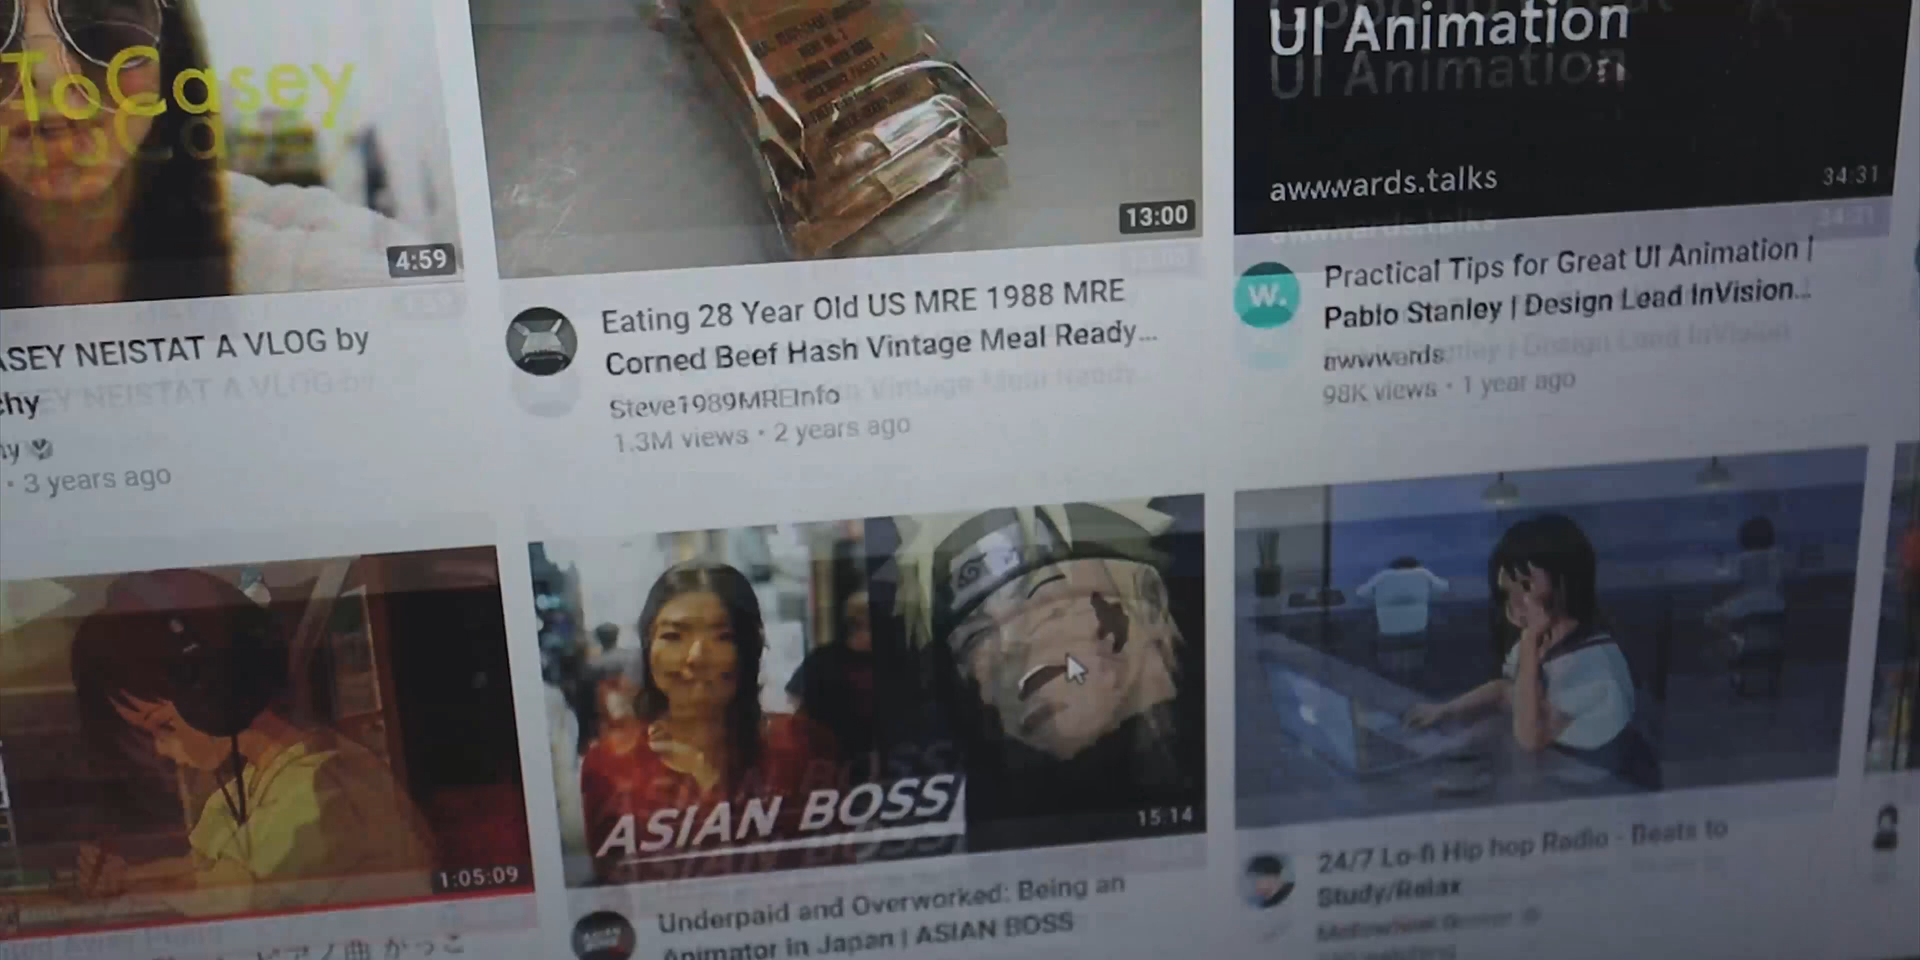 ToCasey
4:59
ASEY NEISTAT A VLOG by
hy
y
• 3 years ago
13:00
Eating 28 Year Old US MRE 1988 MRE
Corned Beef Hash Vintage Meal Ready...
Steve1989MREInfo
1.3M views • 2 years ago
UI Animation
awwwards.talks
34:31
W.
Practical Tips for Great UI Animation |
Pablo Stanley | Design Lead InVision...
awwwards.
98K views • 1 year ago
1:05:09
ASIAN BOSS
15:14
Underpaid and Overworked: Being an
Animator in Japan | ASIAN BOSS
24/7 Lo-fi Hip hop Radio - Beats to
Study/Relax